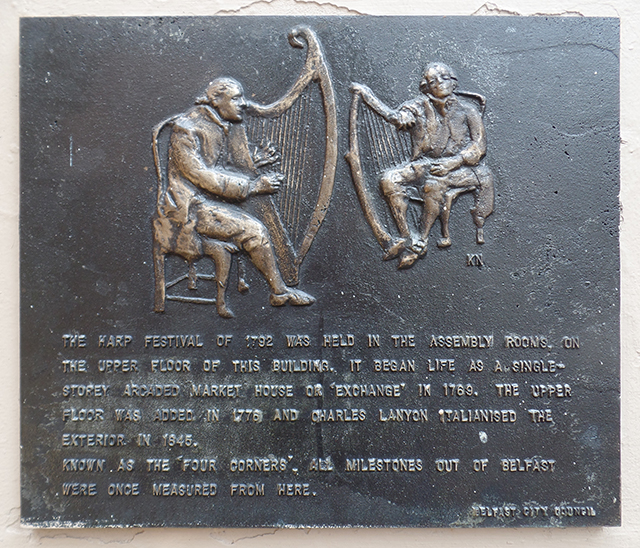 KN
THE HARP FESTIVAL OF 1792 WAS HELD IN THE ASSEMBLY ROOMS, ON
THE UPPER FLOOR OF THIS BUILDING. IT BEGAN LIFE AS A SINGLE-
STOREY ARCADED MARKET HOUSE OR "EXCHANGE" IN 1769. THE UPPER
FLOOR WAS ADDED IN 1776 AND CHARLES LANYON ITALIANISED THE
EXTERIOR IN 1845.
KNOWN AS THE "FOUR CORNERS", ALL MILESTONES OUT OF BELFAST
WERE ONCE MEASURED FROM HERE.
BELFAST CITY COUNCIL